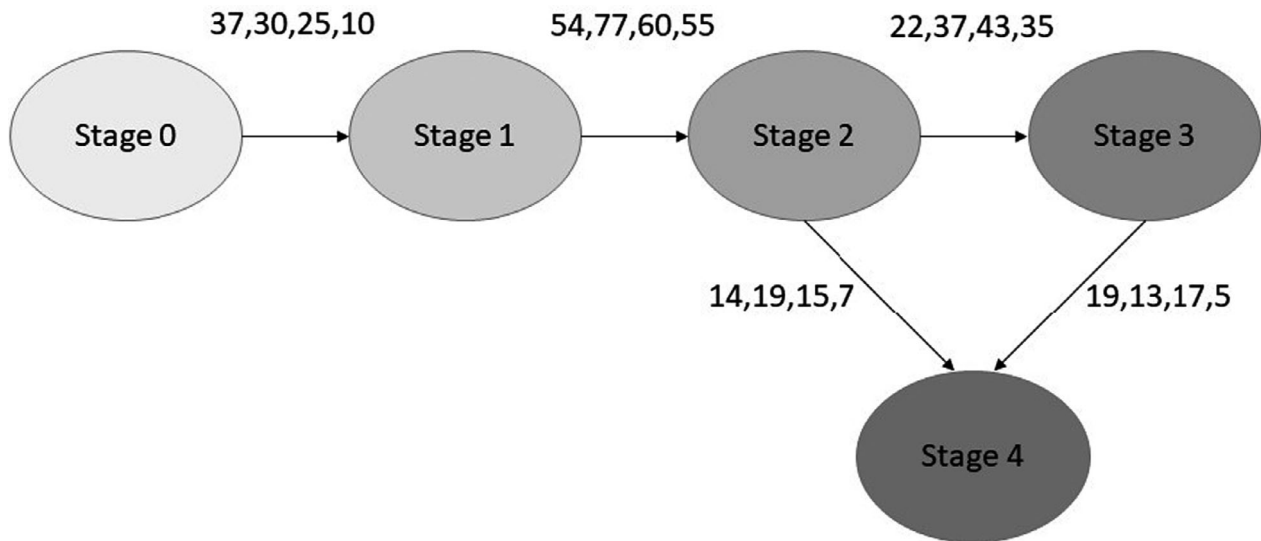 37,30,25,10
54,77,60,55
22,37,43,35
Stage 0
Stage 1
Stage 2
Stage 3
14,19,15,7
19,13,17,5
Stage 4